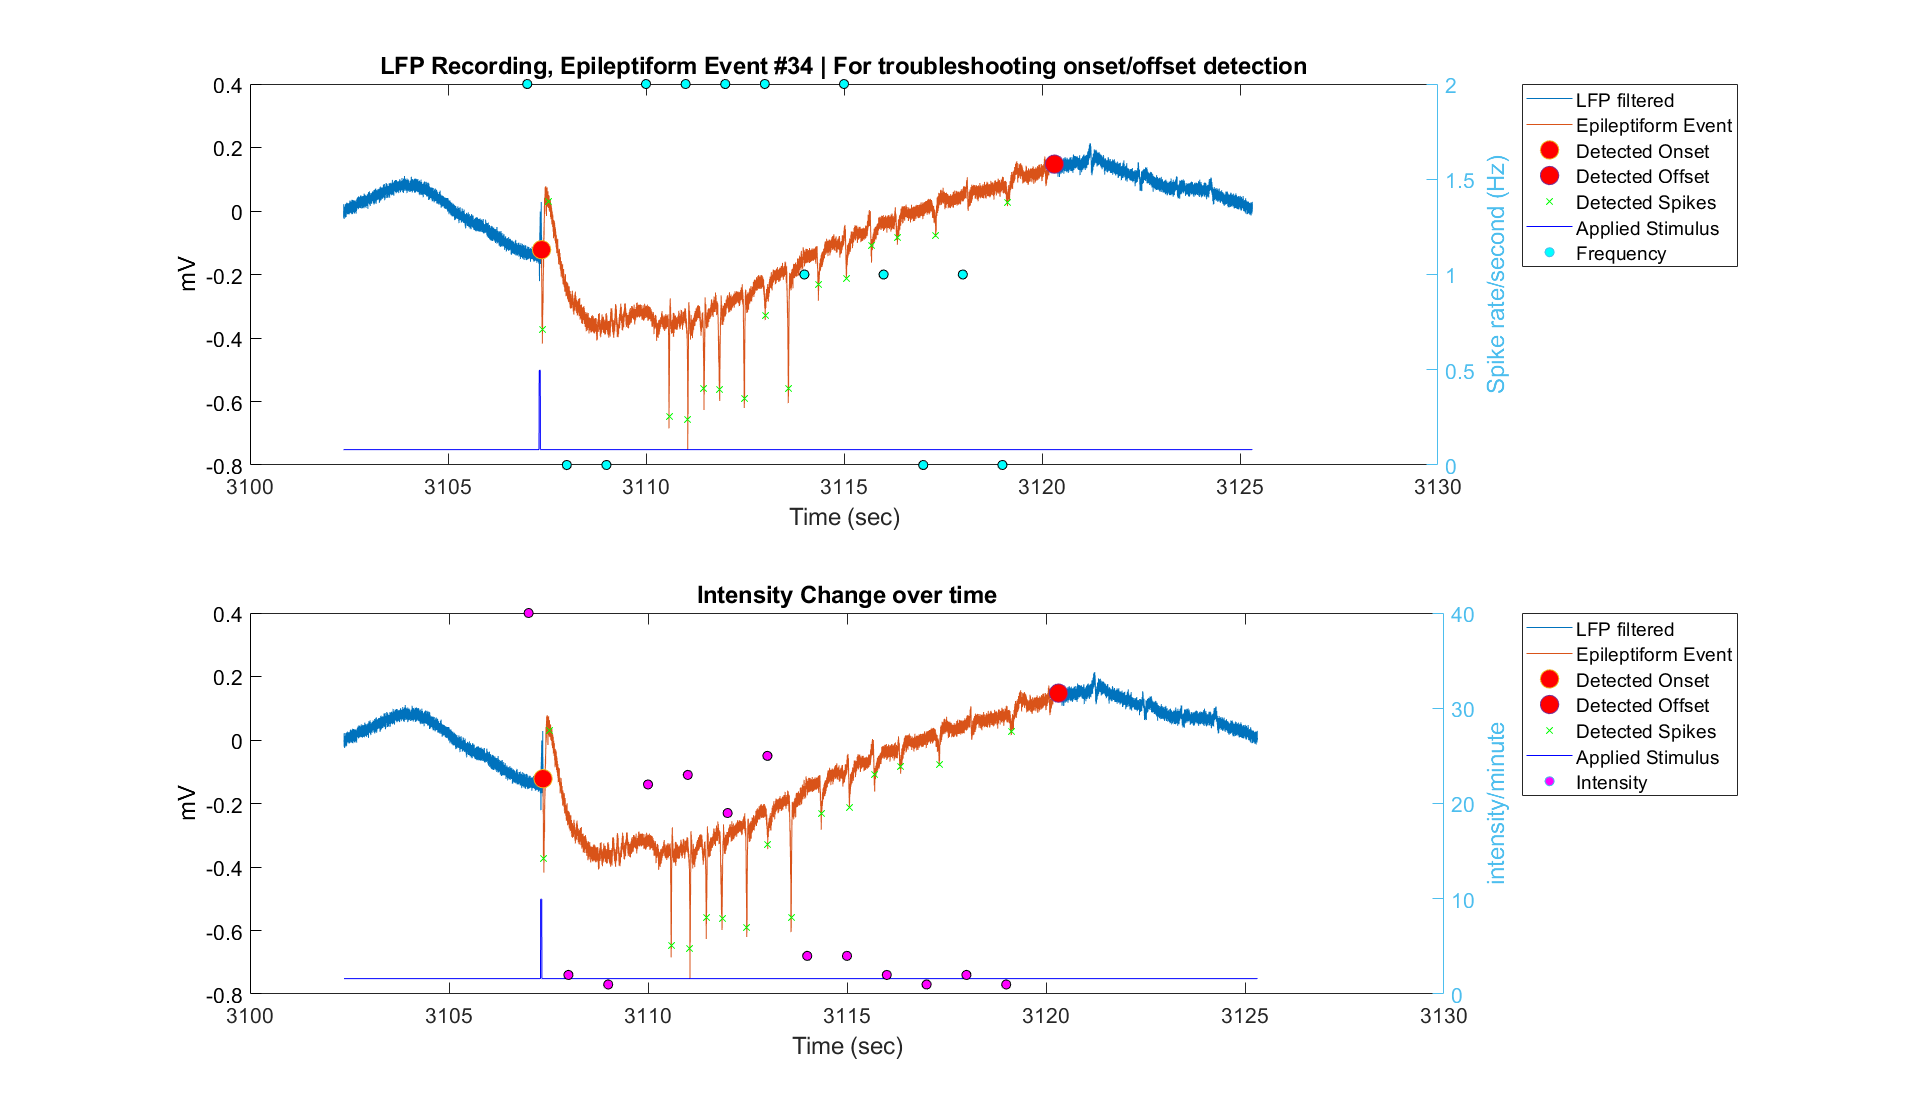 LFP Recording, Epileptiform Event #34 | For troubleshooting onset/offset detection
0.4
0.2
0
-0.2
-0.4
-0.6
-0.8
mV
3100 3105 3110 3115 3120 3125 3130
Time (sec)
2
1.5
1
0.5
0
Spike rate/second (Hz)
LFP filtered
Epileptiform Event
Detected Onset
Detected Offset
Detected Spikes
Applied Stimulus
Frequency
Intensity Change over time
0.4
0.2
0
-0.2
-0.4
-0.6
-0.8
mV
3100 3105 3110 3115 3120 3125 3130
Time (sec)
40
30
20
10
0
intensity/minute
LFP filtered
Epileptiform Event
Detected Onset
Detected Offset
Detected Spikes
Applied Stimulus
Intensity